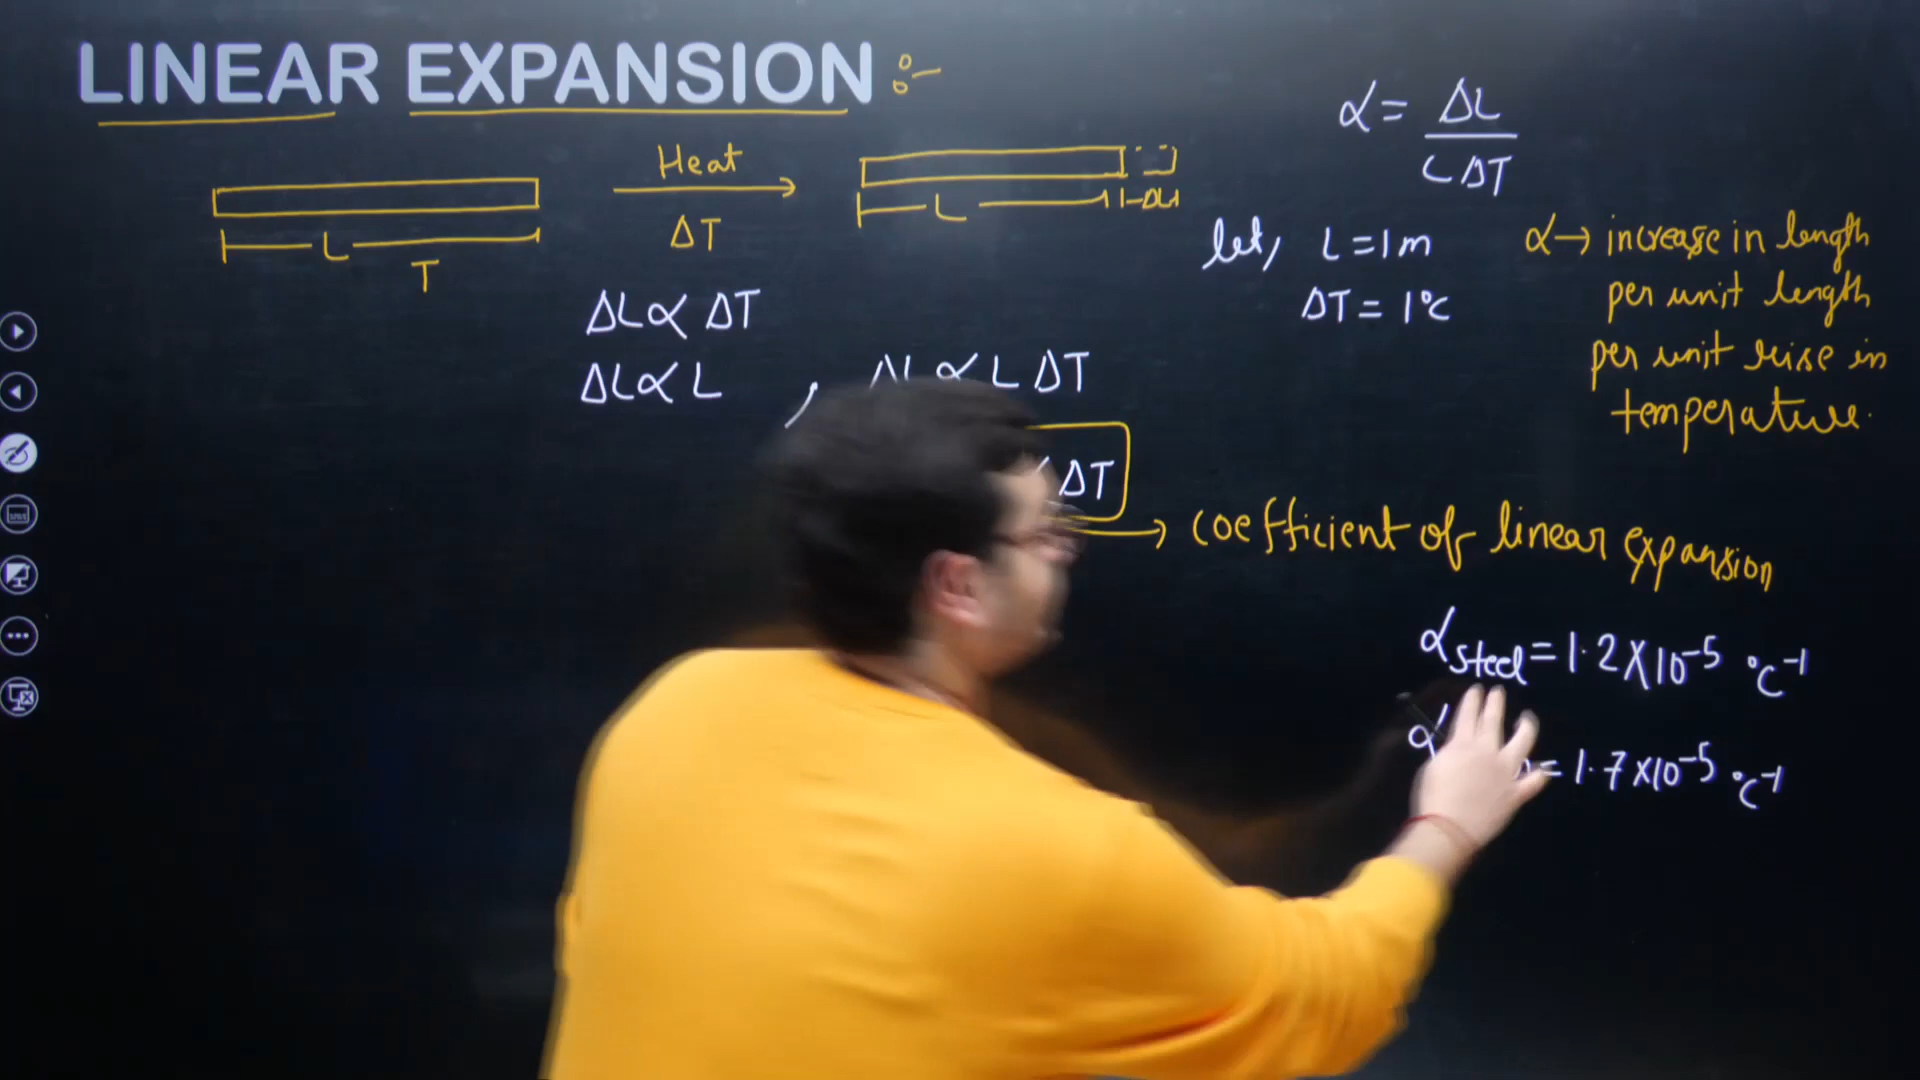 LINEAR EXPANSION :-
Heat
ΔT
L
T
L ΔL
ΔL ∝ ΔT
ΔL ∝ L , ΔL ∝ L ΔT
ΔT
→ coefficient of linear expansion
α = ΔL
LΔT
let, L = 1m
ΔT = 1°C
α → increase in length
per unit length
per unit rise in
temperature.
α steel = 1.2 X 10⁻⁵ °C⁻¹
α = 1.7 X 10⁻⁵ °C⁻¹